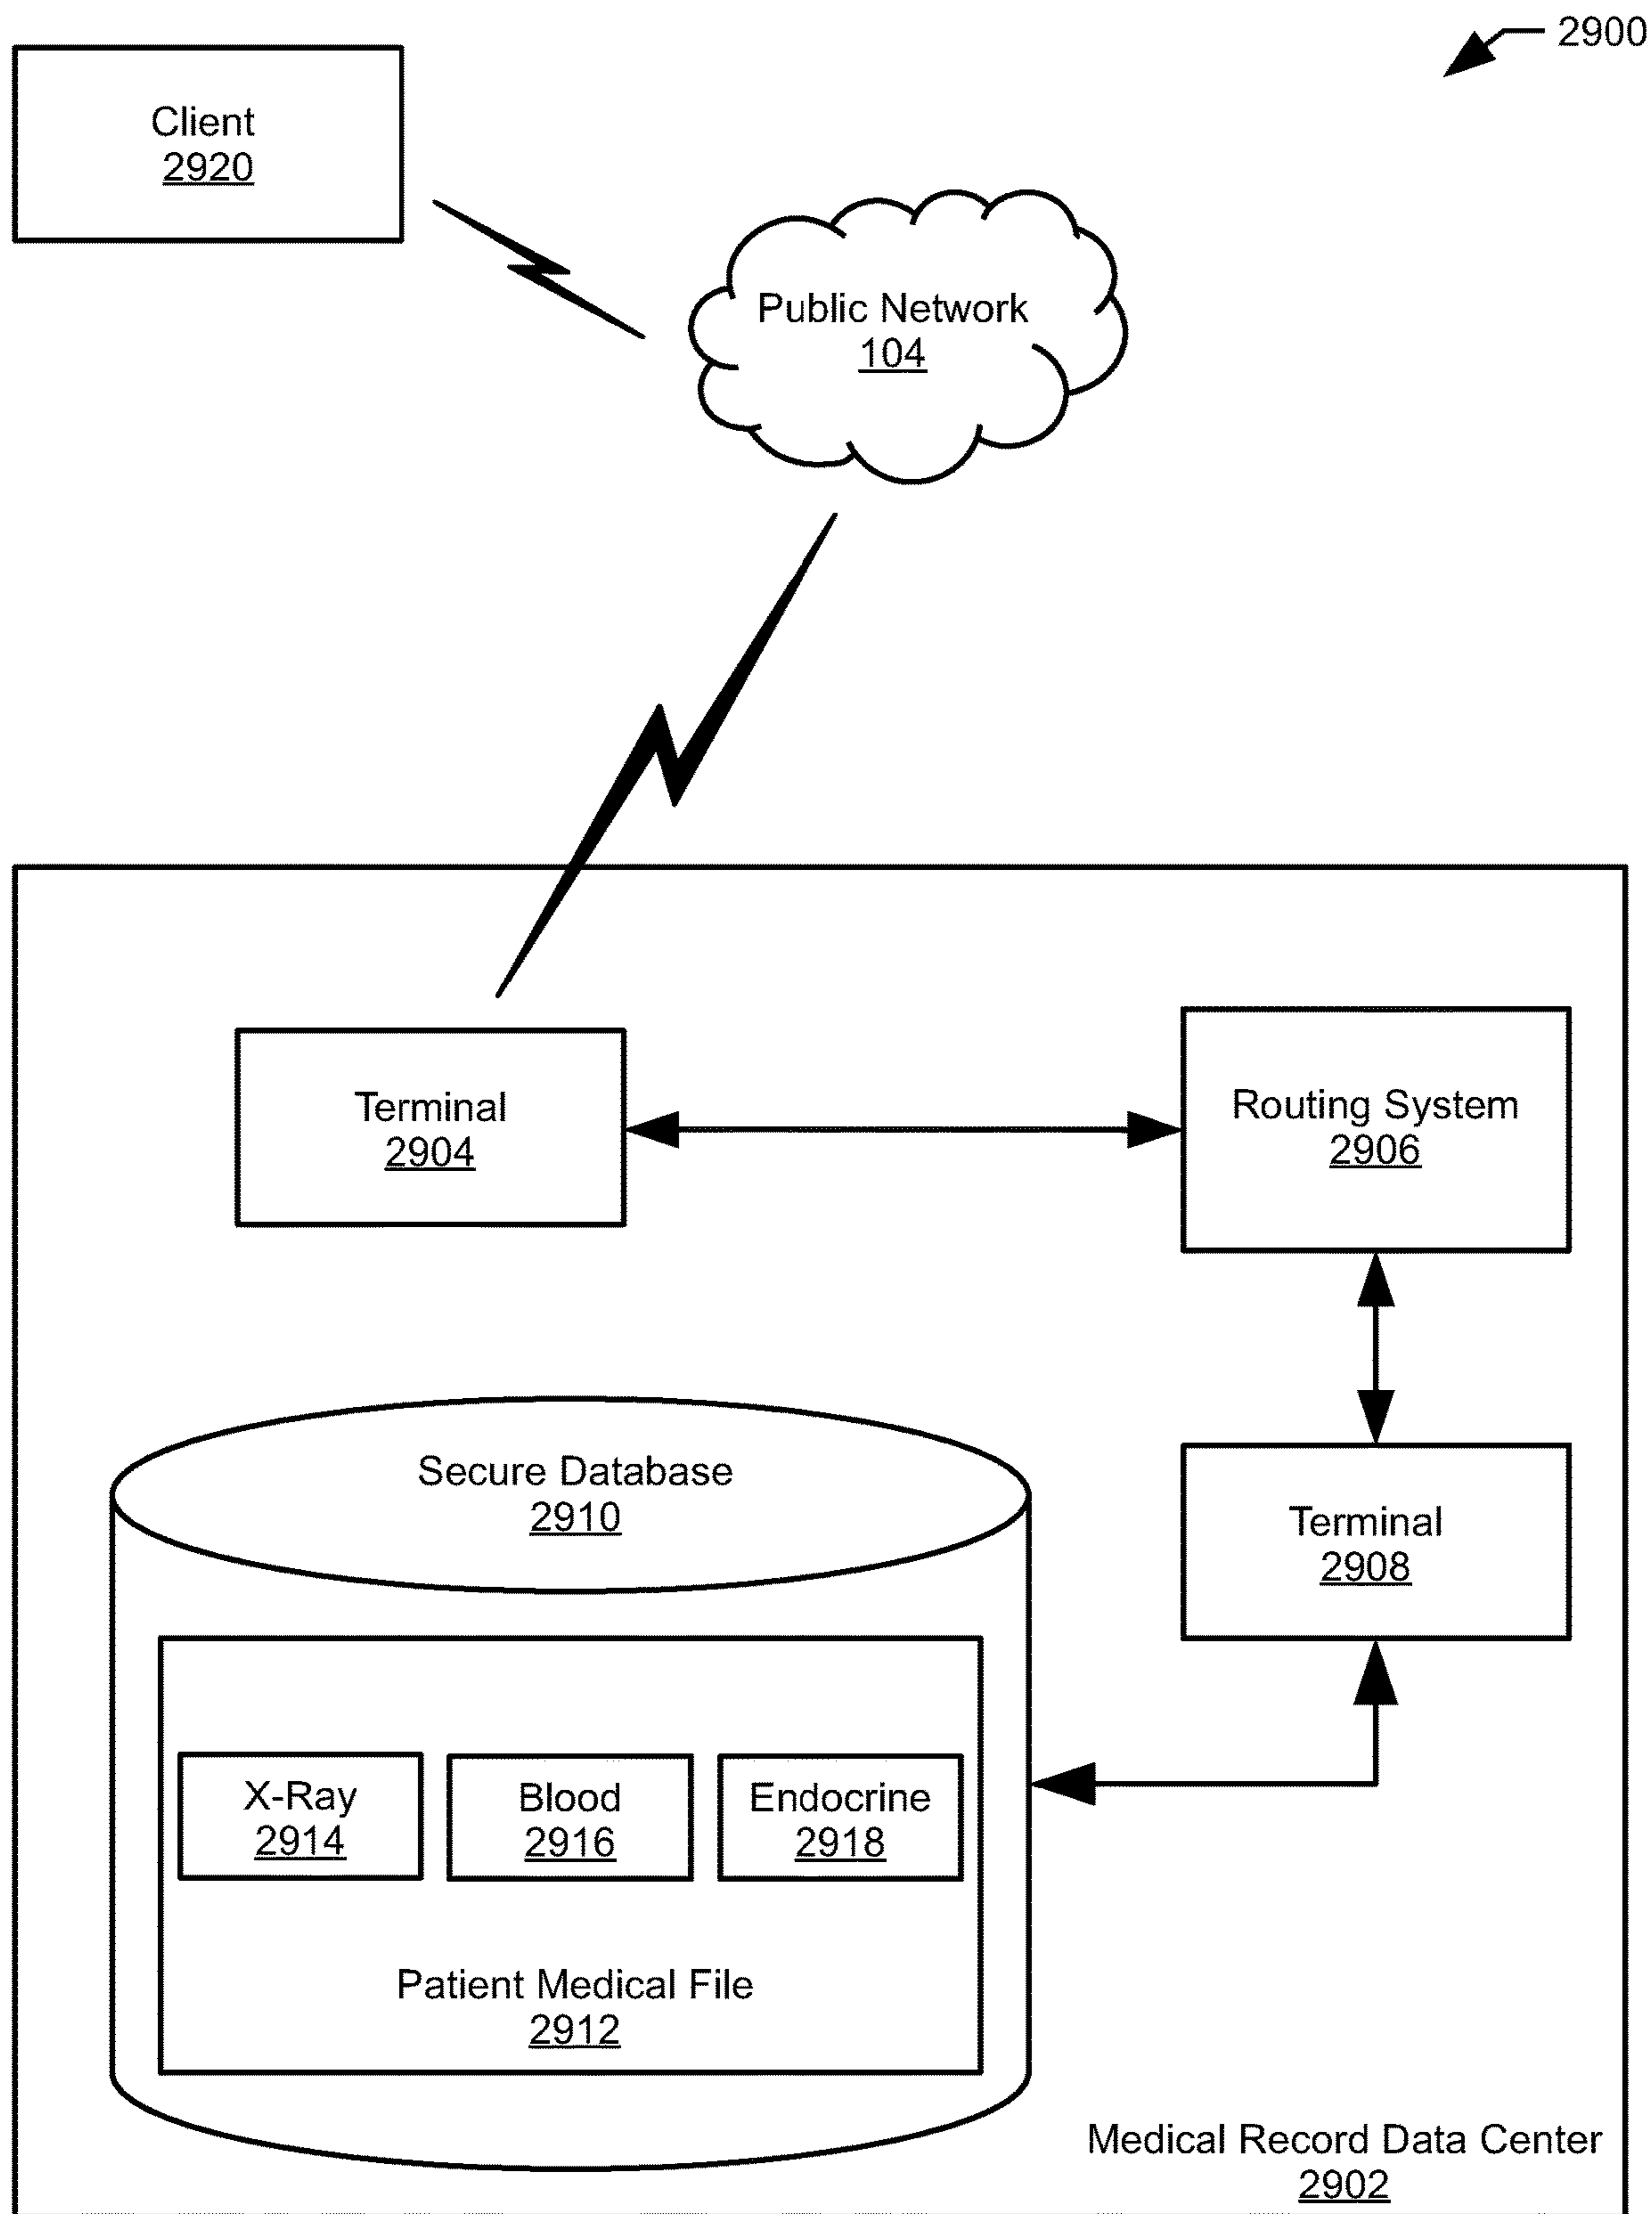 2900
Client
2920
Public Network
104
Terminal
2904
Routing System
2906
Secure Database
2910
Terminal
2908
X-Ray
2914
Blood
2916
Endocrine
2918
Patient Medical File
2912
Medical Record Data Center
2902